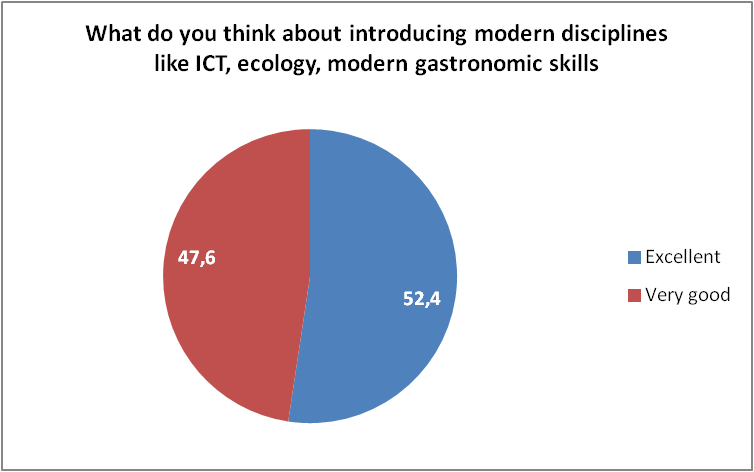 What do you think about introducing modern disciplines
like ICT, ecology, modern gastronomic skills
47,6
52,4
Excellent
Very good